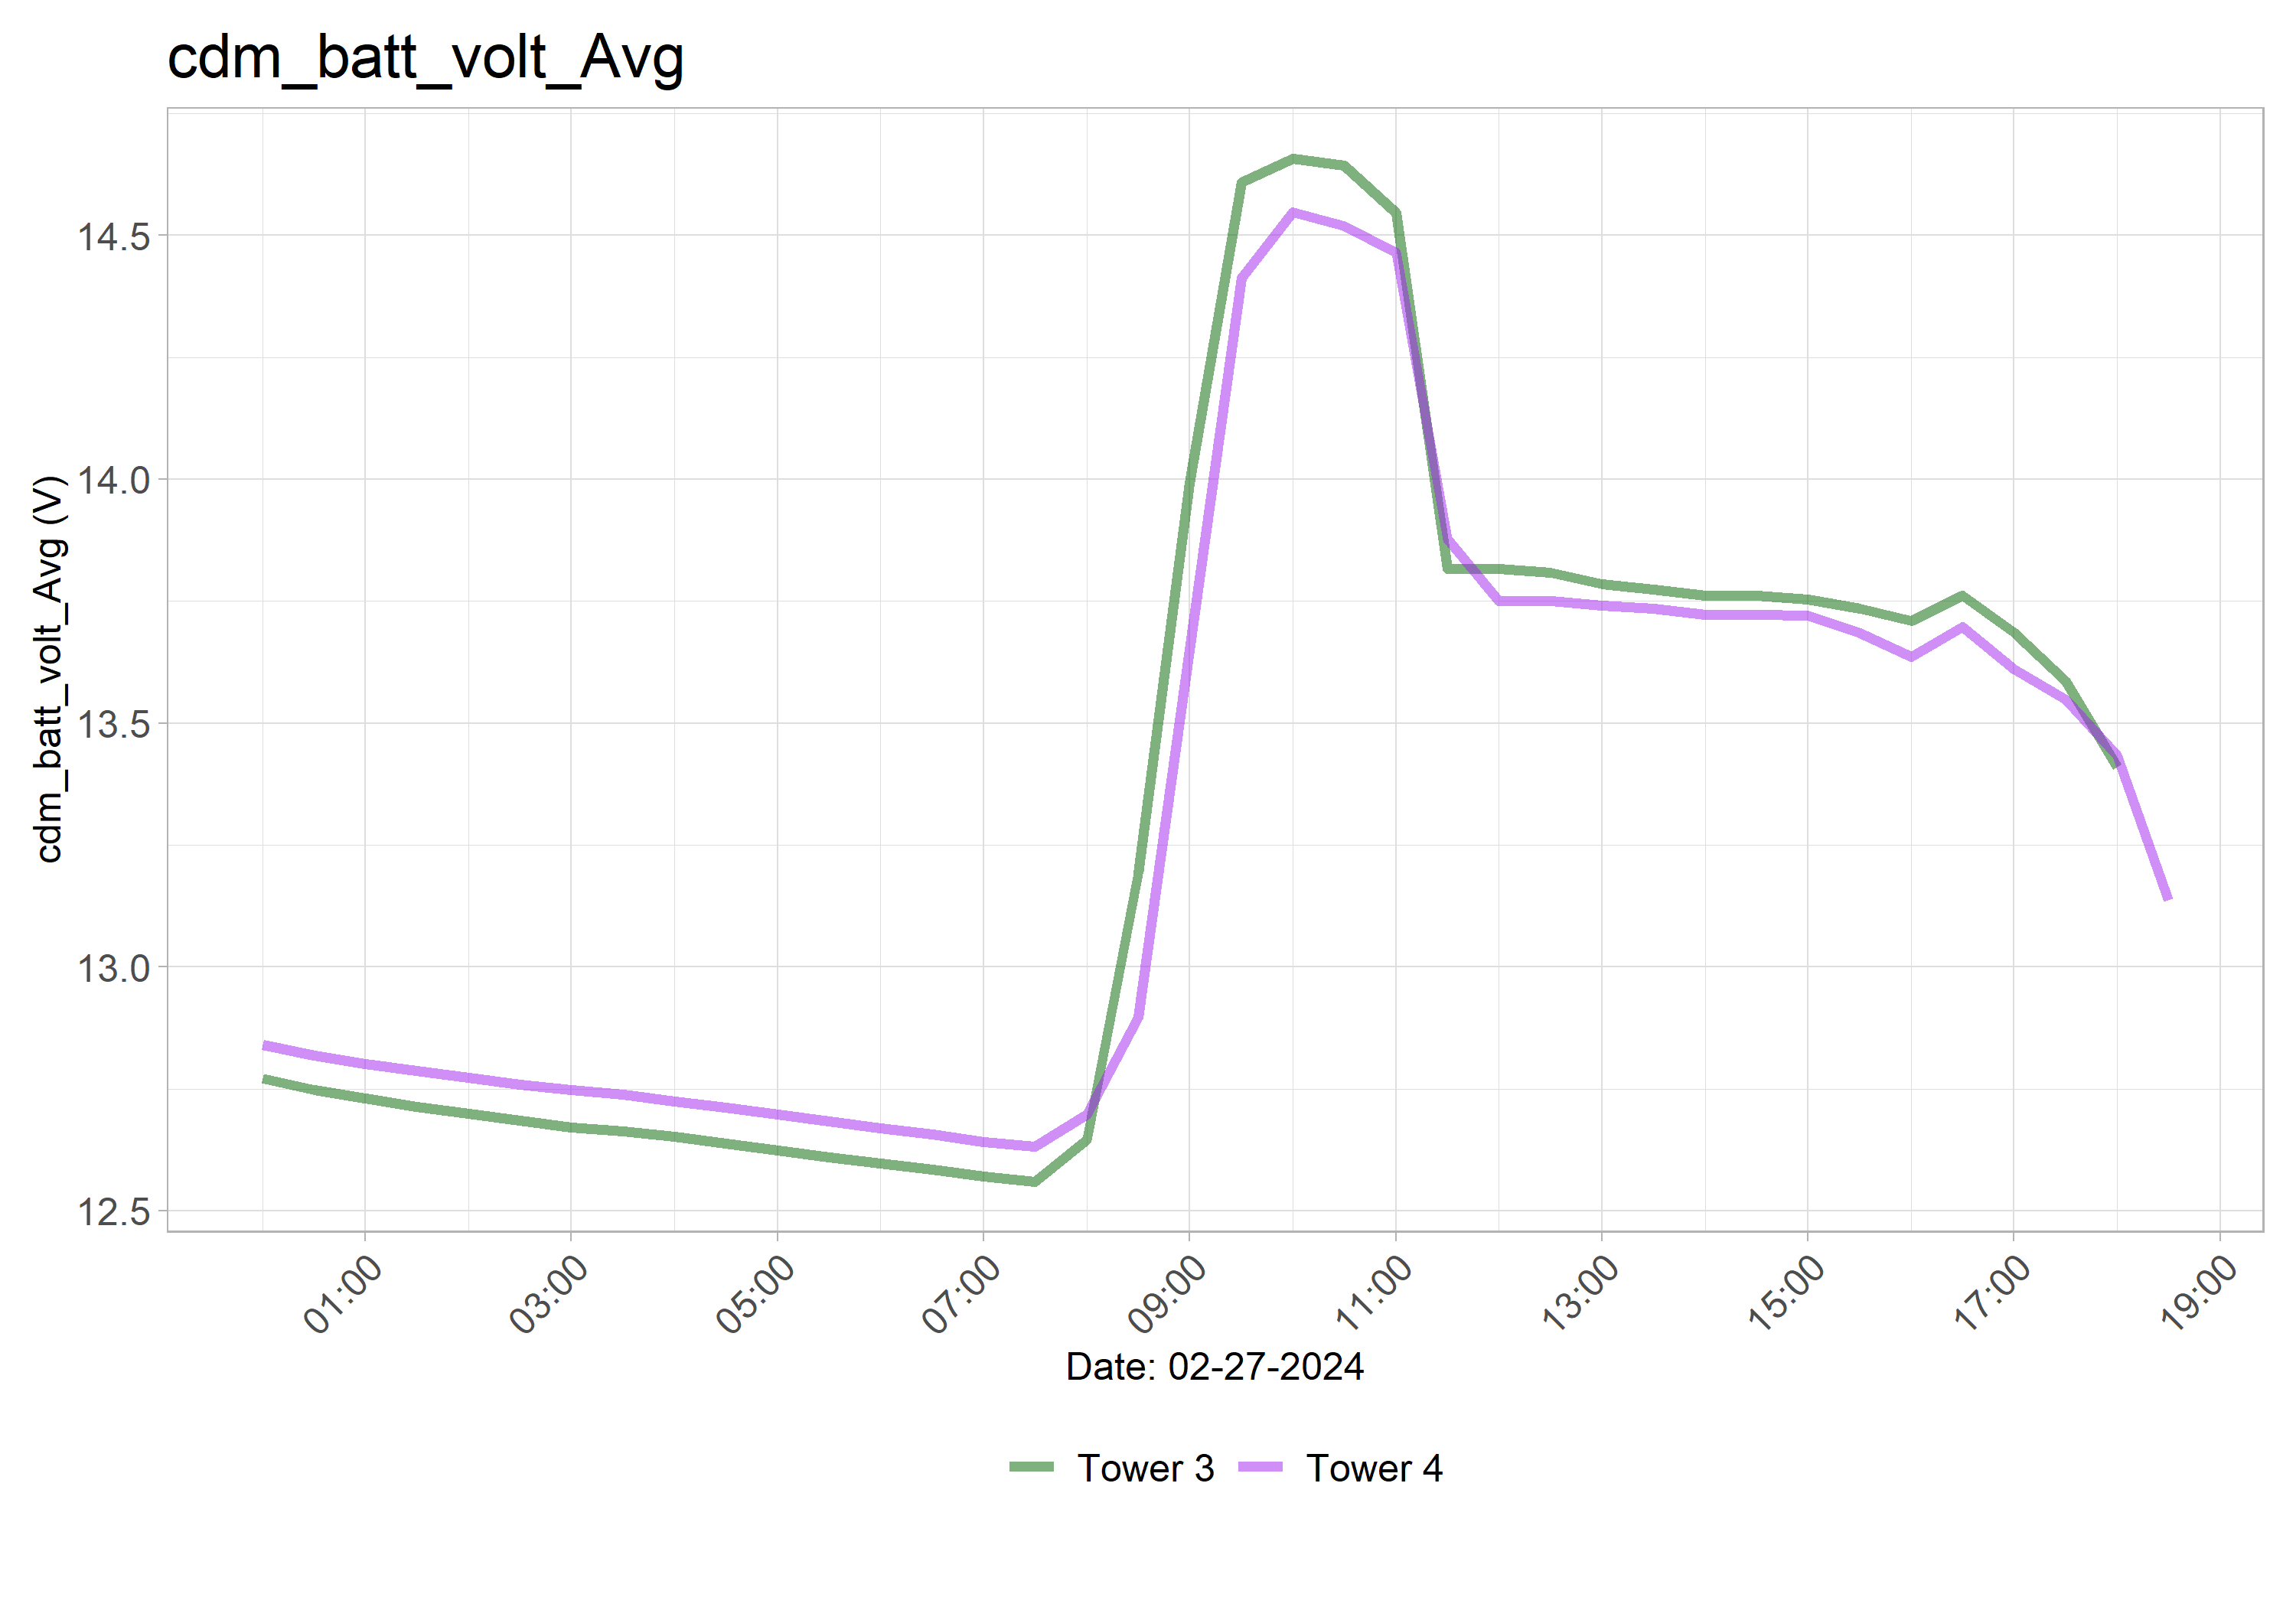 cdm_batt_volt_Avg
cdm_batt_volt_Avg (V)
14.5
14.0
13.5
13.0
12.5
01:00 03:00 05:00 07:00 09:00 11:00 13:00 15:00 17:00 19:00
Date: 02-27-2024
Tower 3 Tower 4